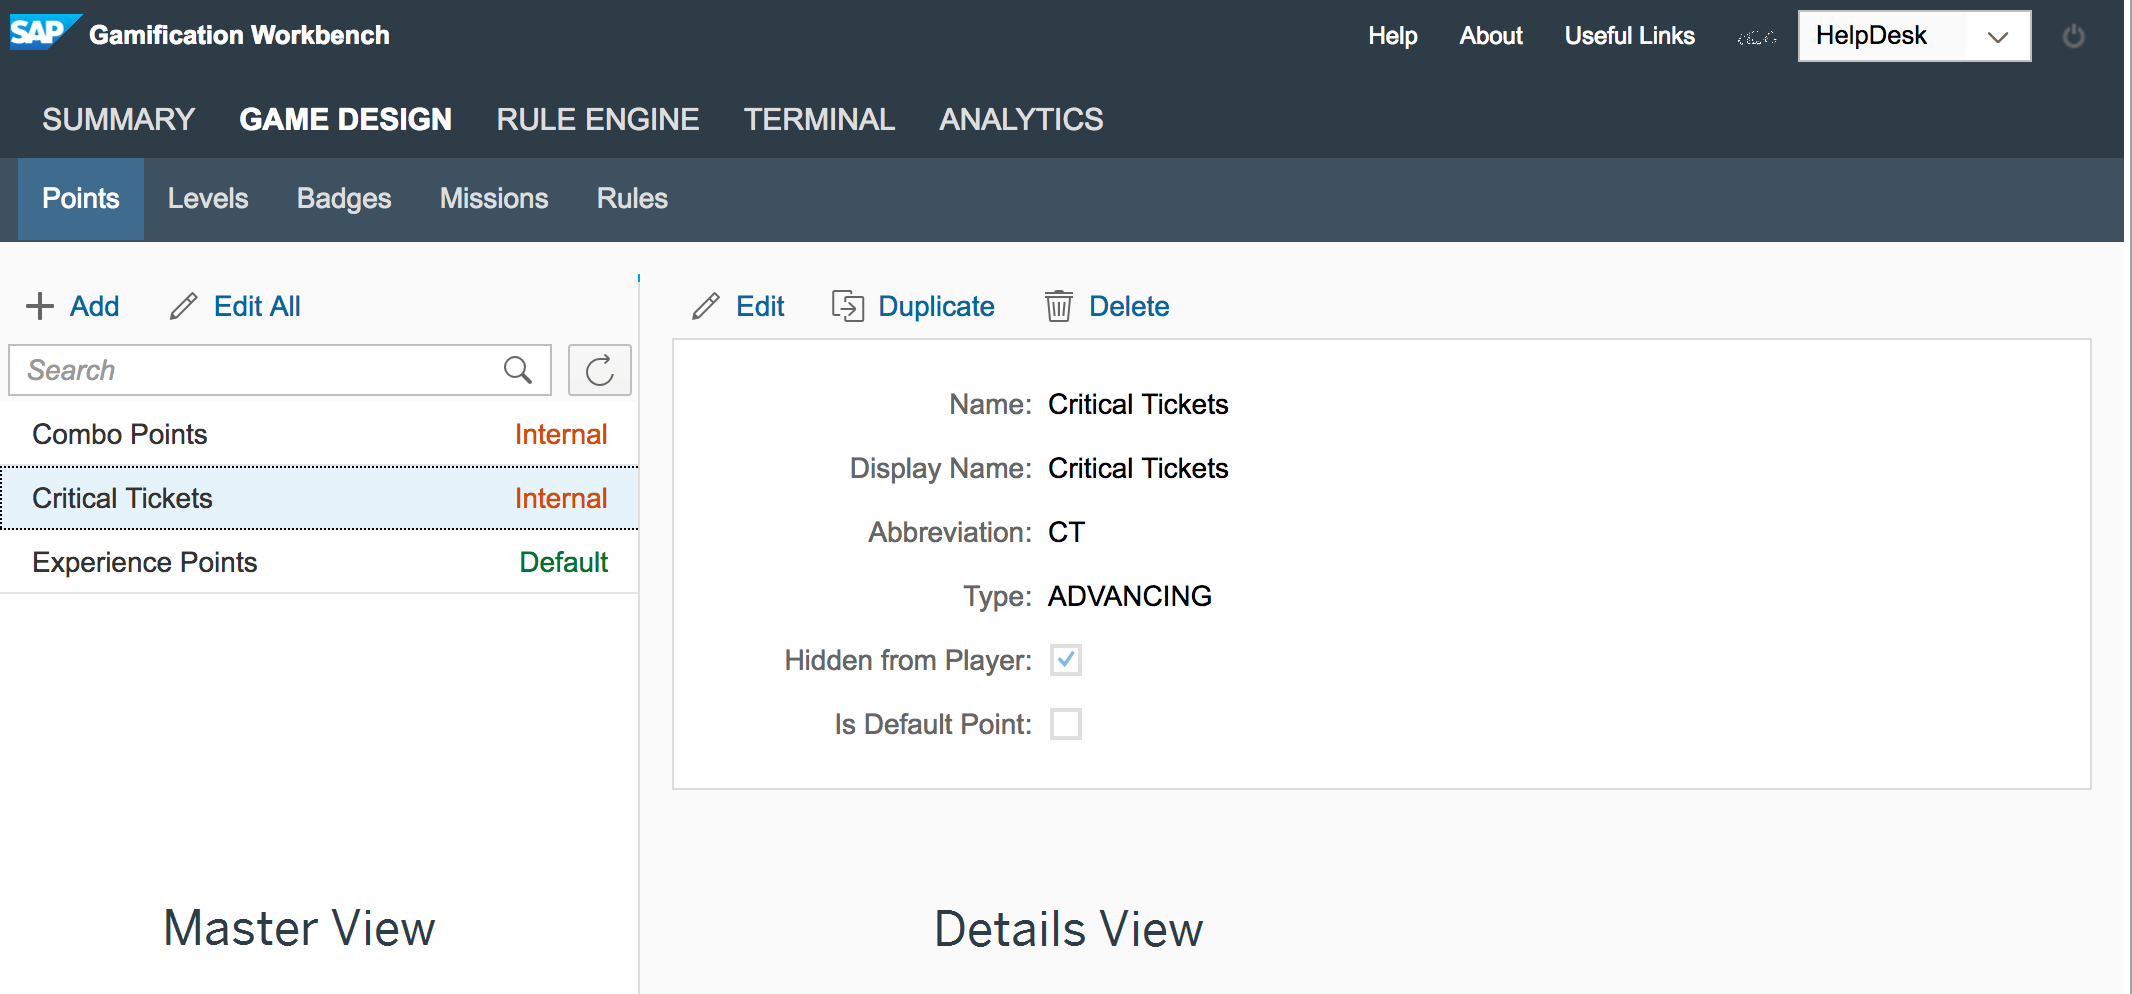 SAP Gamification Workbench
Help About Useful Links HelpDesk
SUMMARY GAME DESIGN RULE ENGINE TERMINAL ANALYTICS
Points Levels Badges Missions Rules
Add Edit All
Search
Combo Points Internal
Critical Tickets Internal
Experience Points Default
Master View
Edit Duplicate Delete
Name: Critical Tickets
Display Name: Critical Tickets
Abbreviation: CT
Type: ADVANCING
Hidden from Player:
Is Default Point:
Details View